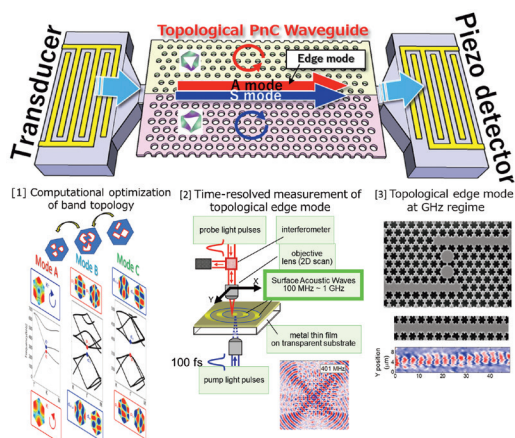 Topological PnC Waveguide
Transducer
Edge mode
A mode
S mode
Piezo detector
[1] Computational optimization
of band topology
Mode A
Mode B
Mode C
[2] Time-resolved measurement of
topological edge mode
probe light pulses
interferometer
objective
lens (2D scan)
X
Y
Surface Acoustic Waves
100 MHz ~ 1 GHz
metal thin film
on transparent substrate
100 fs
pump light pulses
401 MHz
[3] Topological edge mode
at GHz regime
Y position
(μm)
8
4
0
0
10
20
30
40